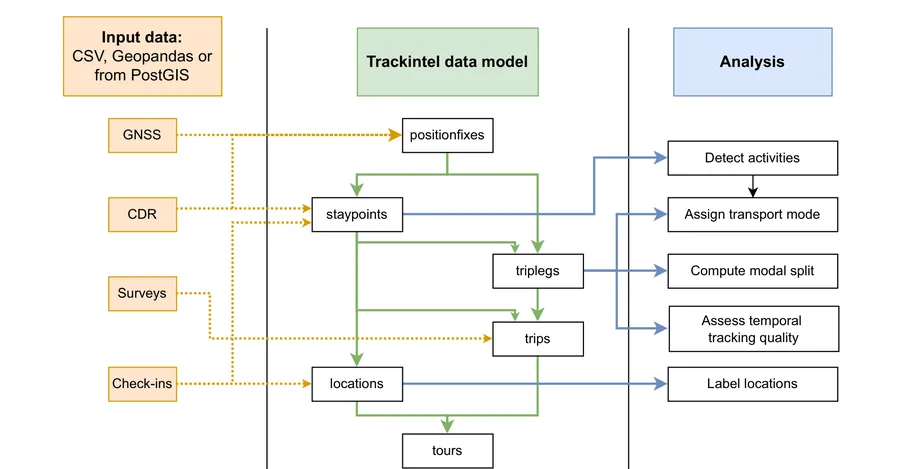 Input data:
CSV, Geopandas or
from PostGIS
Trackintel data model
Analysis
GNSS
positionfixes
Detect activities
CDR
staypoints
Assign transport mode
triplegs
Compute modal split
Surveys
trips
Assess temporal
tracking quality
Check-ins
locations
Label locations
tours